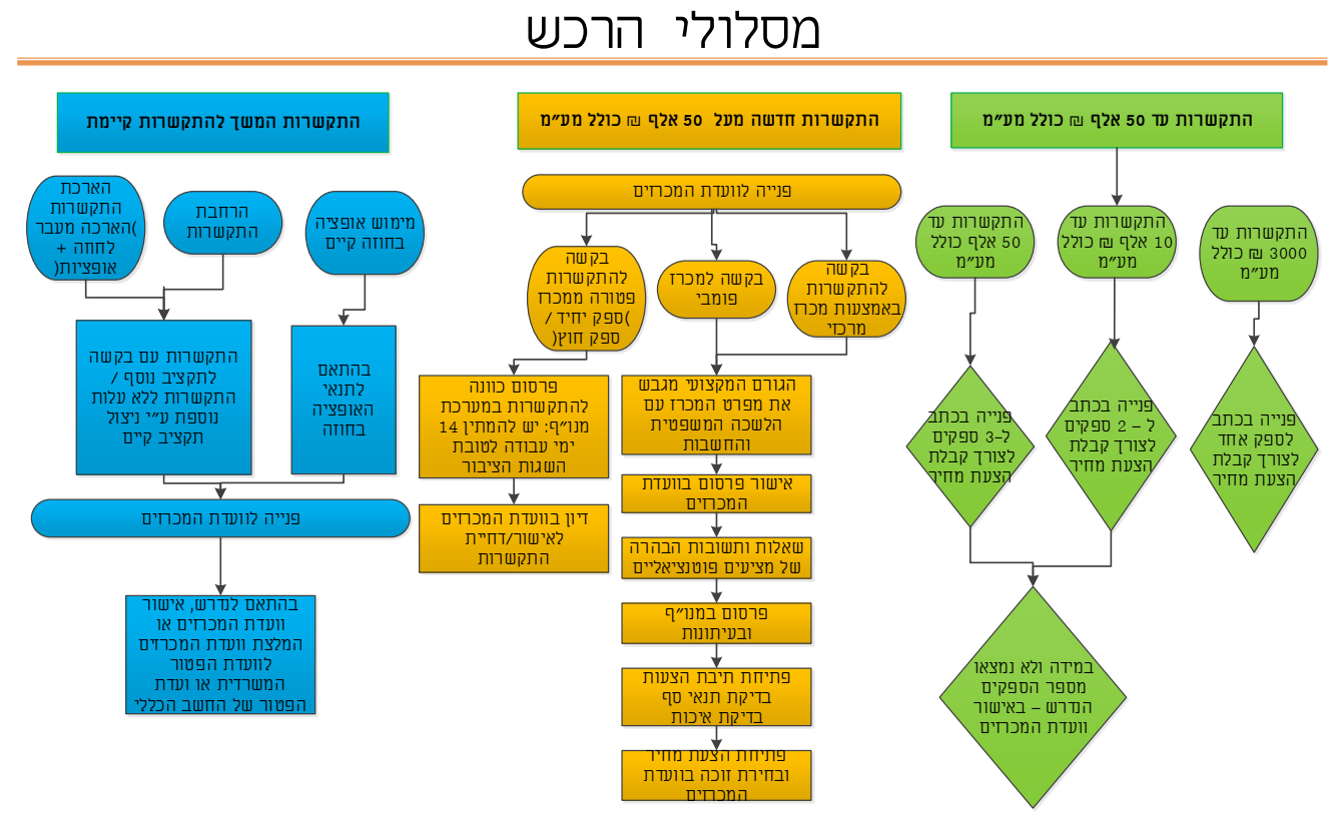 מסלולי הרכש
התקשרות עד 50 אלף ₪ כולל מע״מ
התקשרות עד
3000 ₪ כולל
מע״מ
התקשרות עד
10 אלף ₪ כולל
מע״מ
התקשרות עד
50 אלף כולל
מע״מ
פנייה בכתב
לספק אחד
לצורך קבלת
הצעת מחיר
פנייה בכתב
ל – 2 ספקים
לצורך קבלת
הצעת מחיר
פנייה בכתב
ל-3 ספקים
לצורך קבלת
הצעת מחיר
במידה ולא נמצאו
מספר הספקים
הנדרש – באישור
וועדת המכרזים
התקשרות חדשה מעל 50 אלף ₪ כולל מע״מ
פנייה לוועדת המכרזים
בקשה
להתקשרות
באמצעות מכרז
מרכזי
בקשה למכרז
פומבי
בקשה
להתקשרות
פטורה ממכרז
)ספק יחיד /
ספק חוץ(
הגורם המקצועי מגבש
את מפרט המכרז עם
הלשכה המשפטית
והחשבות
אישור פרסום בוועדת
המכרזים
שאלות ותשובות הבהרה
של מציעים פוטנציאליים
פרסום במנו״ף
ובעיתונות
פתיחת תיבת הצעות
בדיקת תנאי סף
בדיקת איכות
פתיחת הצעת מחיר
ובחירת זוכה בוועדת
המכרזים
פרסום כוונה
להתקשרות במערכת
מנו״ף: יש להמתין 14
ימי עבודה לטובת
השגות הציבור
דיון בוועדת המכרזים
לאישור/דחיית
התקשרות
התקשרות המשך להתקשרות קיימת
מימוש אופציה
בחוזה קיים
הרחבת
התקשרות
הארכת
התקשרות
)הארכה מעבר
לחוזה +
אופציות(
בהתאם
לתנאי
האופציה
בחוזה
התקשרות עם בקשה
לתקציב נוסף /
התקשרות ללא עלות
נוספת ע״י ניצול
תקציב קיים
פנייה לוועדת המכרזים
בהתאם לנדרש, אישור
וועדת המכרזים או
המלצת וועדת המכרזים
לוועדת הפטור
המשרדית או ועדת
הפטור של החשב הכללי